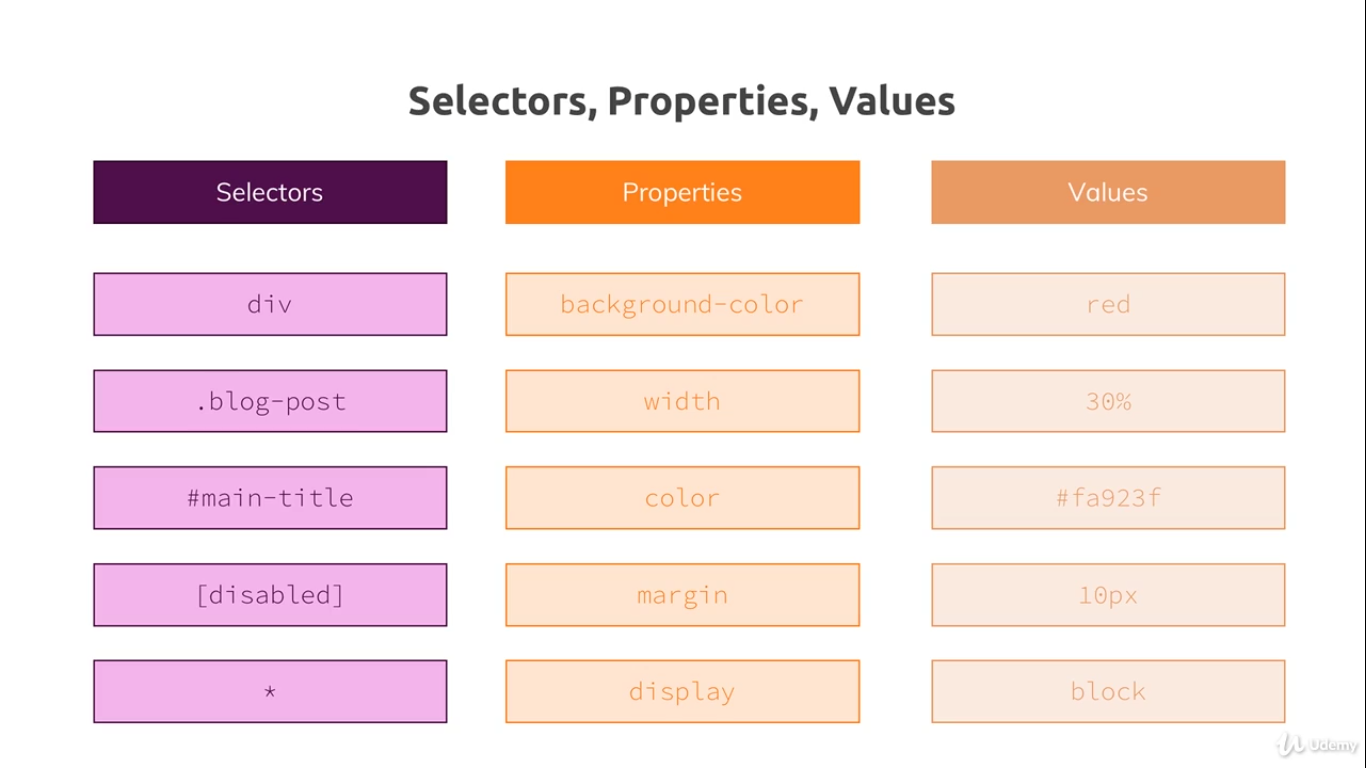 Selectors, Properties, Values
Selectors Properties Values
div background-color red
.blog-post width 30%
#main-title color #fa923f
[disabled] margin 10px
* display block
Udemy